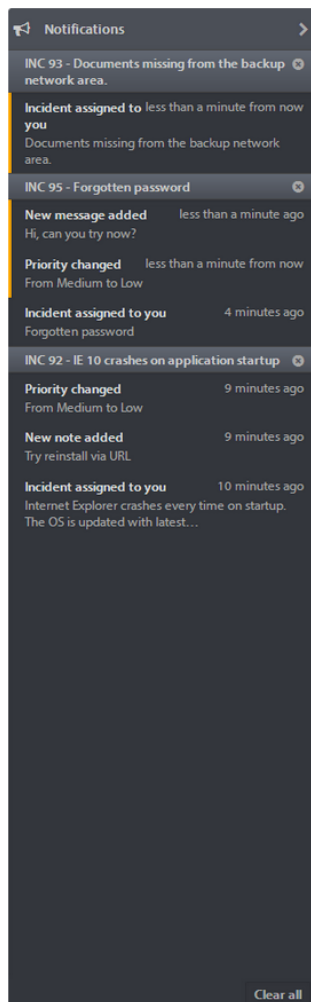 Notifications
INC 93 - Documents missing from the backup
network area.
Incident assigned to less than a minute from now
you
Documents missing from the backup network
area.
INC 95 - Forgotten password
New message added less than a minute ago
Hi, can you try now?
Priority changed less than a minute from now
From Medium to Low
Incident assigned to you 4 minutes ago
Forgotten password
INC 92 - IE 10 crashes on application startup
Priority changed 9 minutes ago
From Medium to Low
New note added 9 minutes ago
Try reinstall via URL
Incident assigned to you 10 minutes ago
Internet Explorer crashes every time on startup.
The OS is updated with latest…
Clear all